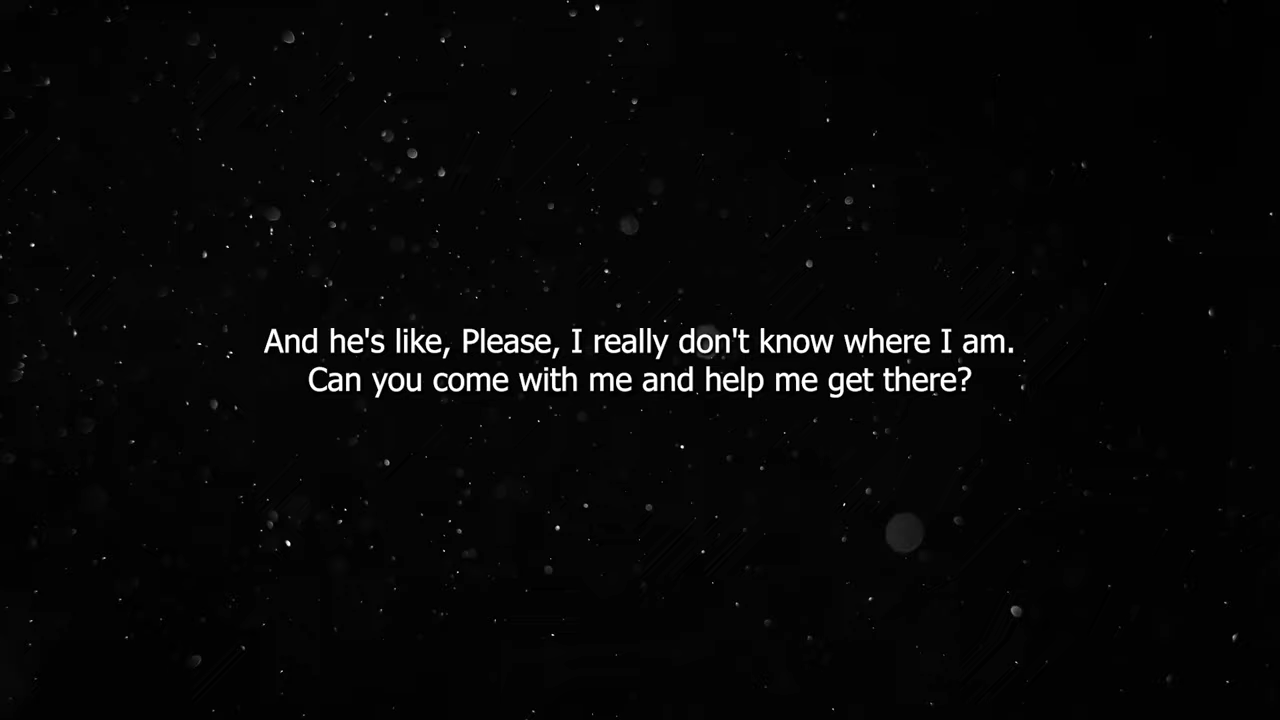 And he's like, Please, I really don't know where I am.
Can you come with me and help me get there?